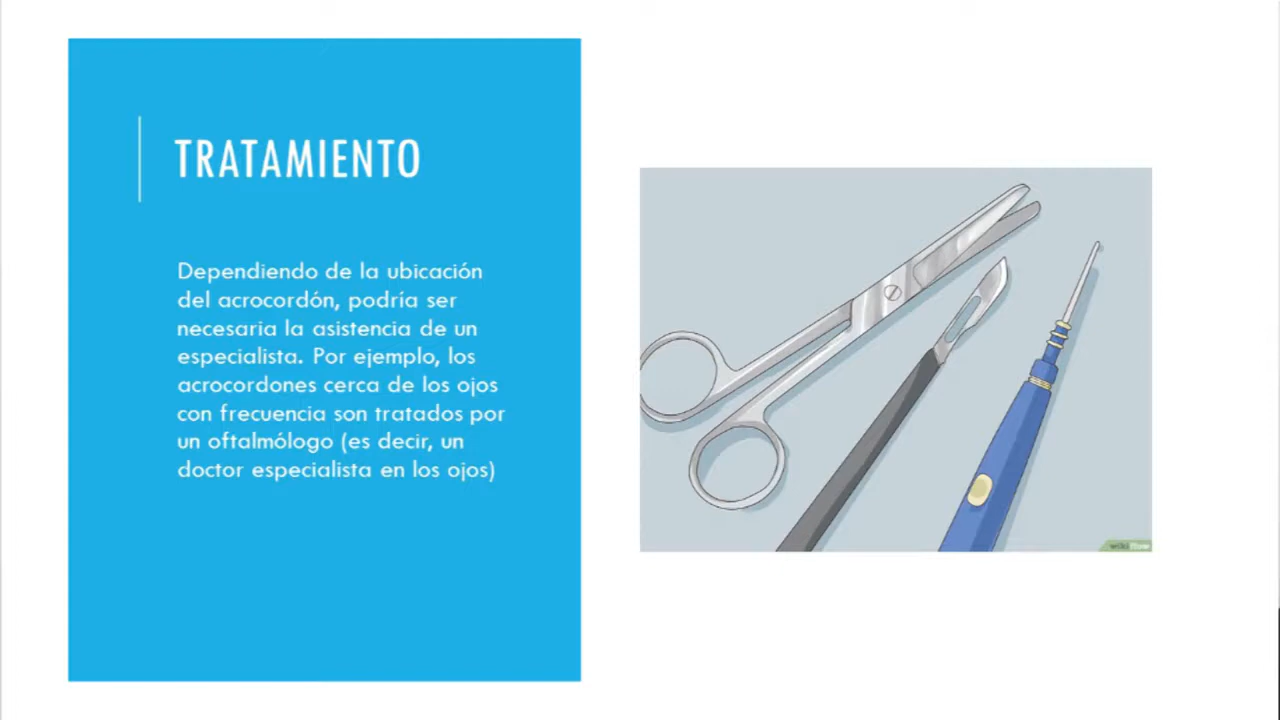 TRATAMIENTO
Dependiendo de la ubicación
del acrocordón, podría ser
necesaria la asistencia de un
especialista. Por ejemplo, los
acrocordones cerca de los ojos
con frecuencia son tratados por
un oftalmólogo (es decir, un
doctor especialista en los ojos)
wikiHow